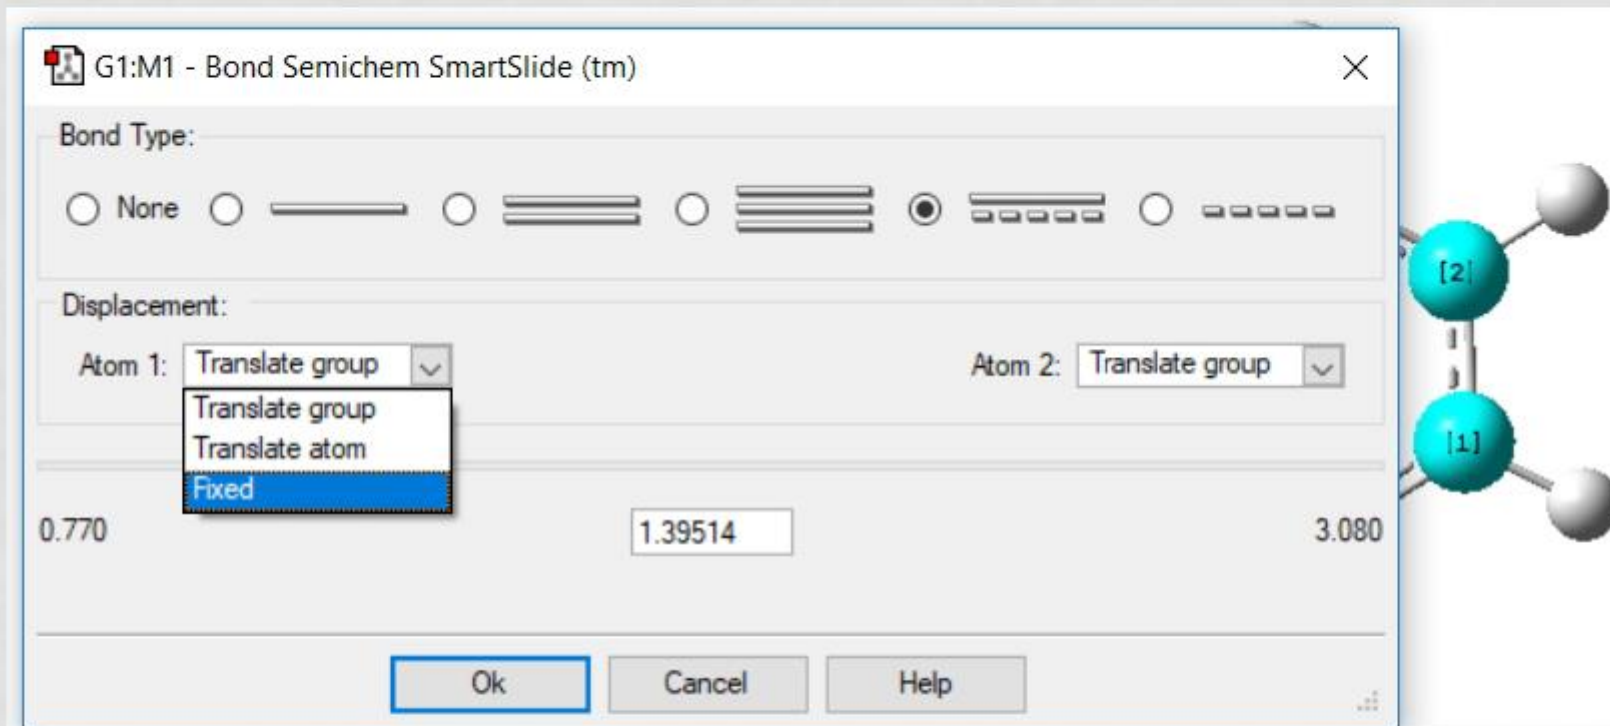 G1:M1 - Bond Semichem SmartSlide (tm)
Bond Type:
None
Displacement:
Atom 1: Translate group
Atom 2: Translate group
Translate group
Translate atom
Fixed
0.770
1.39514
3.080
Ok
Cancel
Help
[2]
[1]